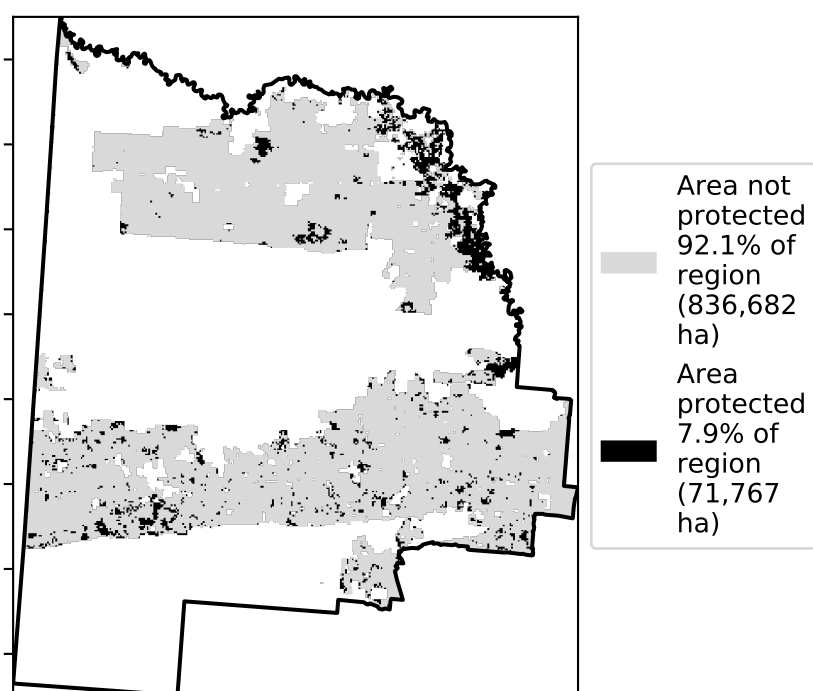 Area not
protected
92.1% of
region
(836,682
ha)
Area
protected
7.9% of
region
(71,767
ha)